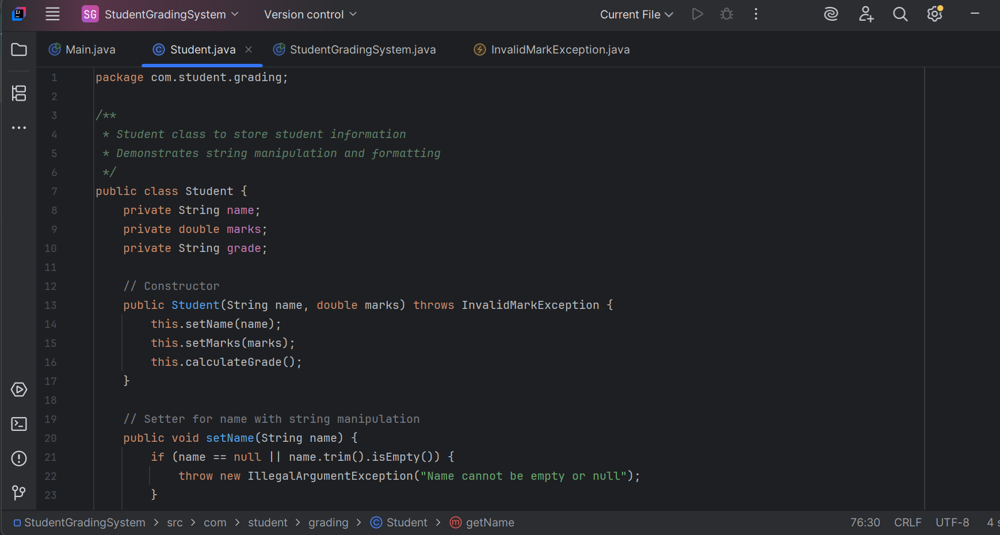 SG StudentGradingSystem Version control Current File
Main.java Student.java StudentGradingSystem.java InvalidMarkException.java
1 package com.student.grading;
2
3 /**
4 * Student class to store student information
5 * Demonstrates string manipulation and formatting
6 */
7 public class Student {
8 private String name;
9 private double marks;
10 private String grade;
11
12 // Constructor
13 public Student(String name, double marks) throws InvalidMarkException {
14 this.setName(name);
15 this.setMarks(marks);
16 this.calculateGrade();
17 }
18
19 // Setter for name with string manipulation
20 public void setName(String name) {
21 if (name == null || name.trim().isEmpty()) {
22 throw new IllegalArgumentException("Name cannot be empty or null");
23 }
StudentGradingSystem > src > com > student > grading > Student > getName 76:30 CRLF UTF-8 4 s